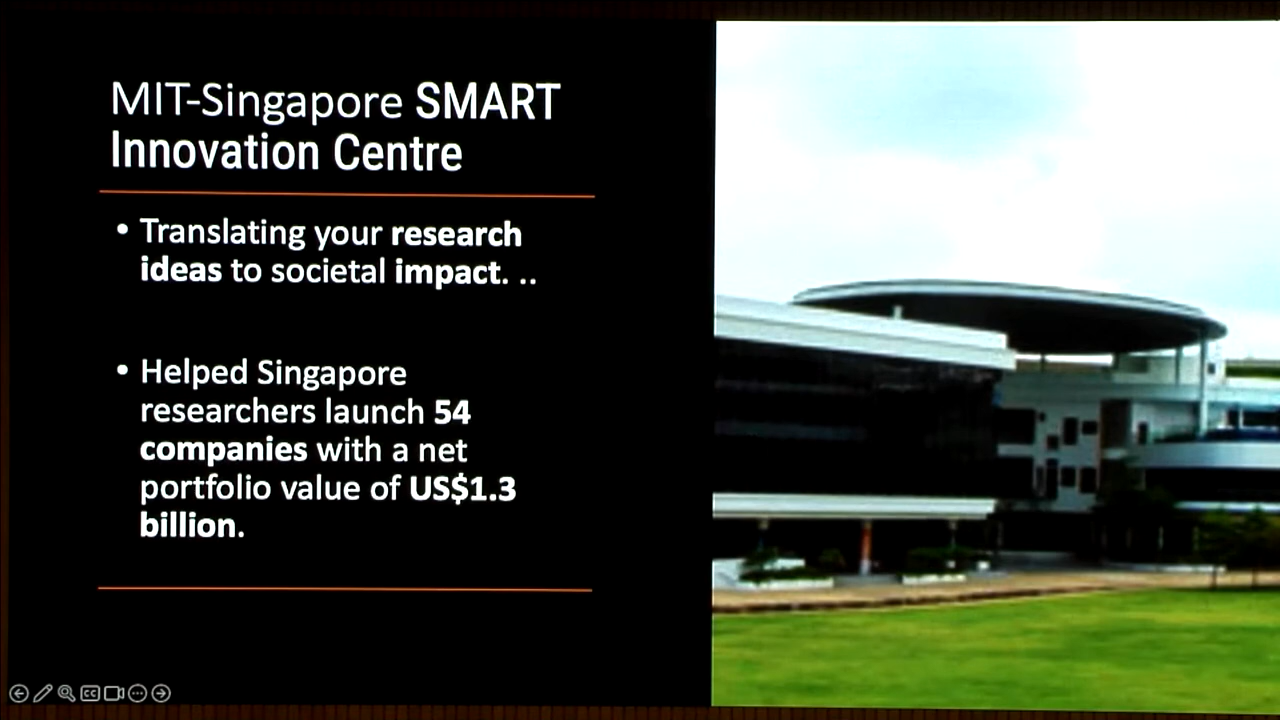 MIT-Singapore SMART
Innovation Centre
• Translating your research
ideas to societal impact. ..
• Helped Singapore
researchers launch 54
companies with a net
portfolio value of US$1.3
billion.
CC